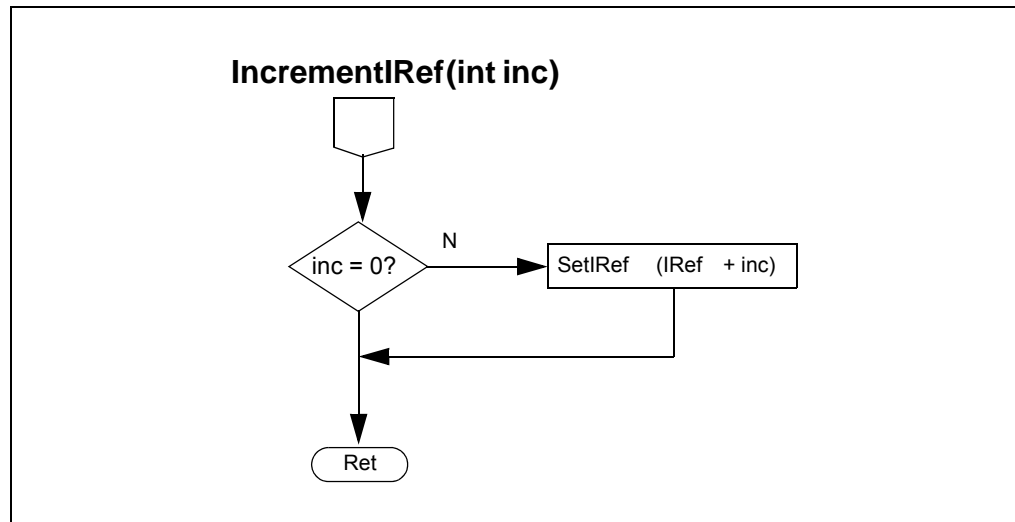 IncrementIRef(int inc)
N
inc = 0?
SetIRef (IRef + inc)
Ret